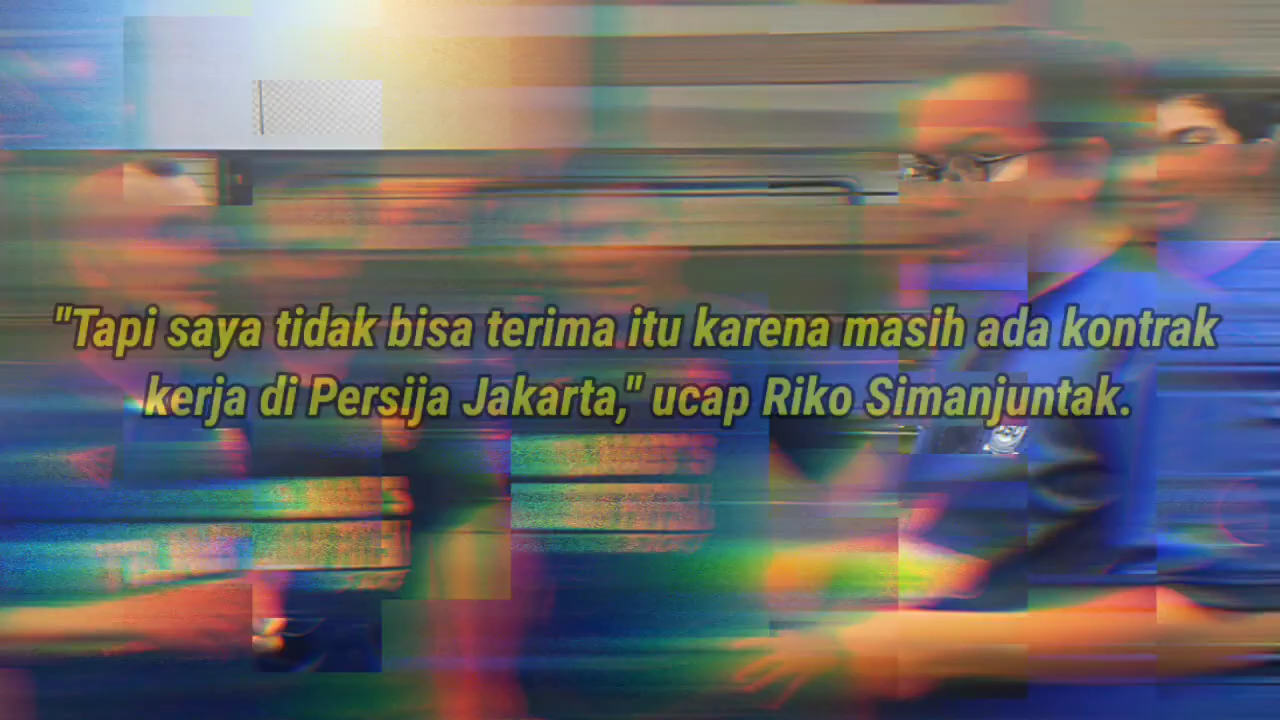 "Tapi saya tidak bisa terima itu karena masih ada kontrak
kerja di Persija Jakarta," ucap Riko Simanjuntak.